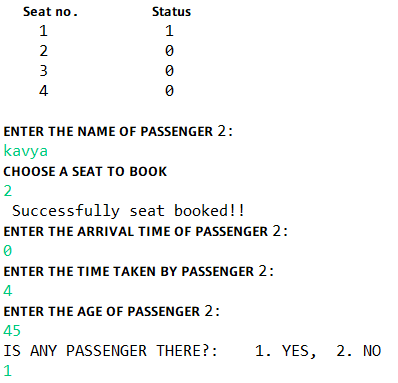 Seat no. Status
1 1
2 0
3 0
4 0
ENTER THE NAME OF PASSENGER 2:
kavya
CHOOSE A SEAT TO BOOK
2
Successfully seat booked!!
ENTER THE ARRIVAL TIME OF PASSENGER 2:
0
ENTER THE TIME TAKEN BY PASSENGER 2:
4
ENTER THE AGE OF PASSENGER 2:
45
IS ANY PASSENGER THERE?: 1. YES, 2. NO
1